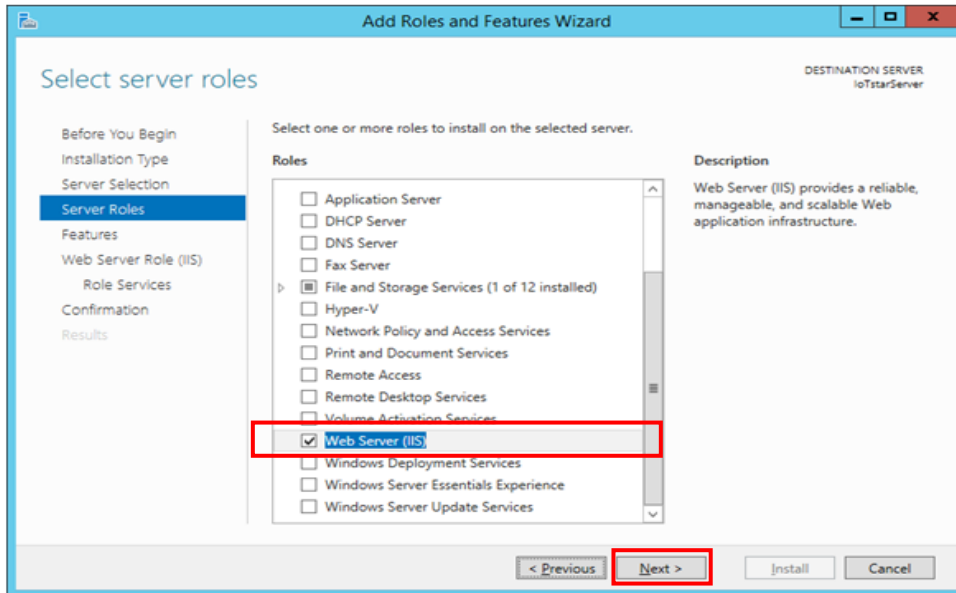 Add Roles and Features Wizard
Select server roles
DESTINATION SERVER
IoTstarServer
Before You Begin
Installation Type
Server Selection
Server Roles
Features
Web Server Role (IIS)
Role Services
Confirmation
Results
Select one or more roles to install on the selected server.
Roles
Application Server
DHCP Server
DNS Server
Fax Server
File and Storage Services (1 of 12 installed)
Hyper-V
Network Policy and Access Services
Print and Document Services
Remote Access
Remote Desktop Services
Volume Activation Services
Web Server (IIS)
Windows Deployment Services
Windows Server Essentials Experience
Windows Server Update Services
Description
Web Server (IIS) provides a reliable,
manageable, and scalable Web
application infrastructure.
< Previous
Next >
Install
Cancel